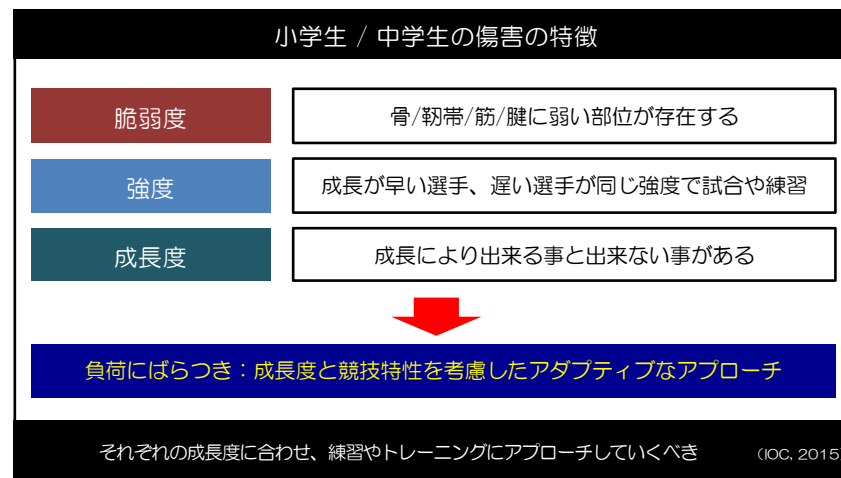 小学生 / 中学生の傷害の特徴
脆弱度
骨/靭帯/筋/腱に弱い部位が存在する
強度
成長が早い選手、遅い選手が同じ強度で試合や練習
成長度
成長により出来る事と出来ない事がある
負荷にばらつき：成長度と競技特性を考慮したアダプティブなアプローチ
それぞれの成長度に合わせ、練習やトレーニングにアプローチしていくべき (IOC, 2015)